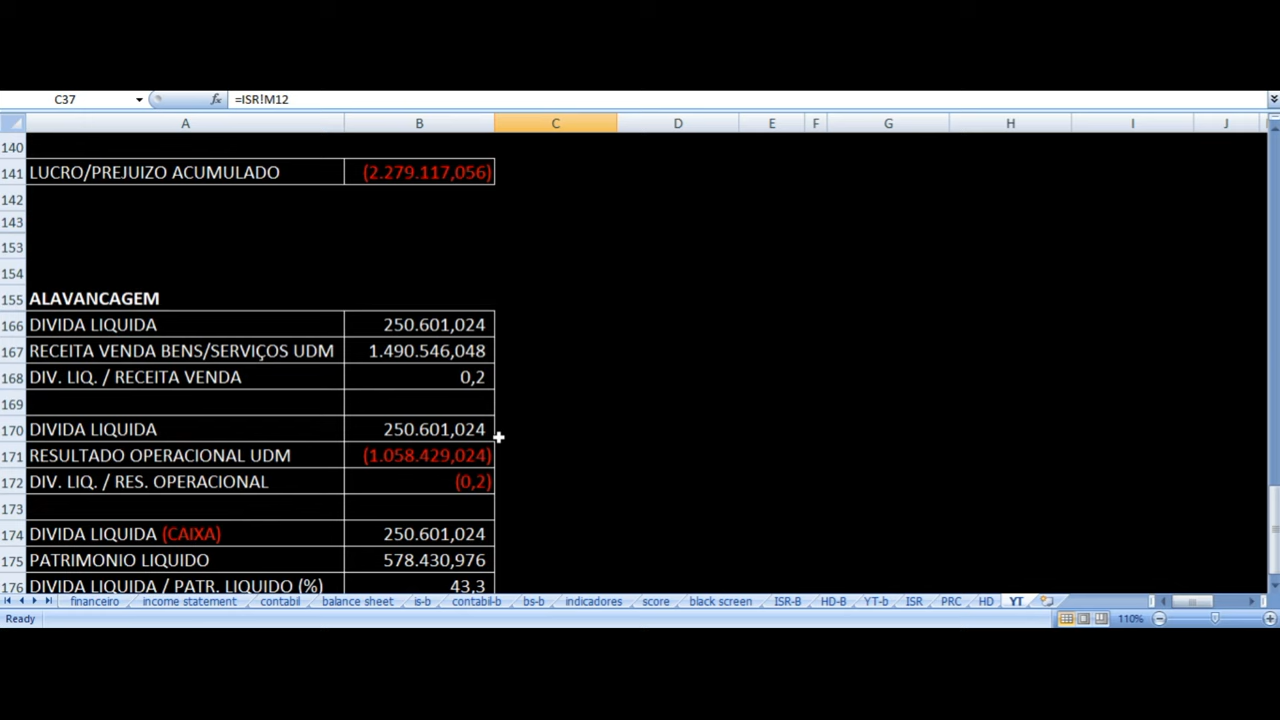 C37 fx =ISR!M12
A B C D E F G H I J
140
141 LUCRO/PREJUIZO ACUMULADO (2.279.117,056)
142
143
153
154
155 ALAVANCAGEM
166 DIVIDA LIQUIDA 250.601,024
167 RECEITA VENDA BENS/SERVIÇOS UDM 1.490.546,048
168 DIV. LIQ. / RECEITA VENDA 0,2
169
170 DIVIDA LIQUIDA 250.601,024
171 RESULTADO OPERACIONAL UDM (1.058.429,024)
172 DIV. LIQ. / RES. OPERACIONAL (0,2)
173
174 DIVIDA LIQUIDA (CAIXA) 250.601,024
175 PATRIMONIO LIQUIDO 578.430,976
176 DIVIDA LIQUIDA / PATR. LIQUIDO (%) 43,3
financeiro income statement contabil balance sheet is-b contabil-b bs-b indicadores score black screen ISR-B HD-B YT-b ISR PRC HD YT
Ready 110%